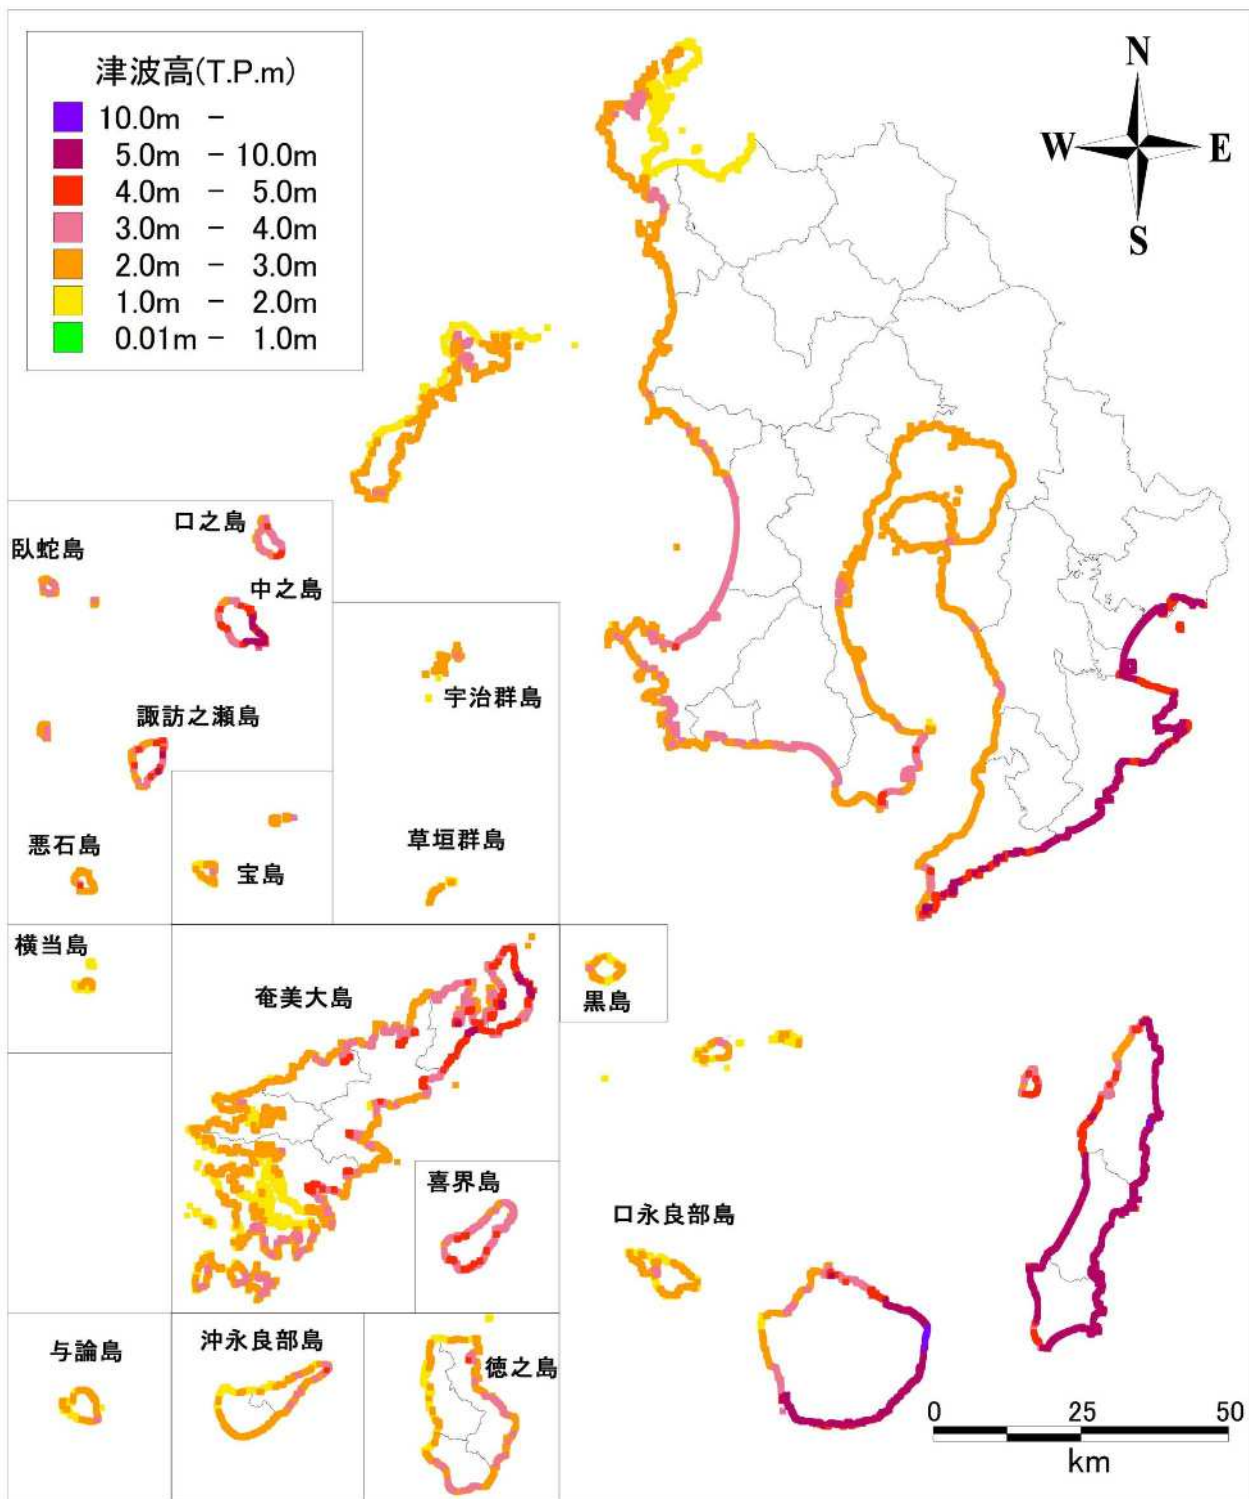 津波高(T.P.m)
10.0m －
5.0m － 10.0m
4.0m － 5.0m
3.0m － 4.0m
2.0m － 3.0m
1.0m － 2.0m
0.01m － 1.0m
N
W E
S
口之島
臥蛇島
中之島
宇治群島
諏訪之瀬島
悪石島
宝島
草垣群島
横当島
奄美大島
黒島
喜界島
口永良部島
与論島
沖永良部島
徳之島
0 25 50
km